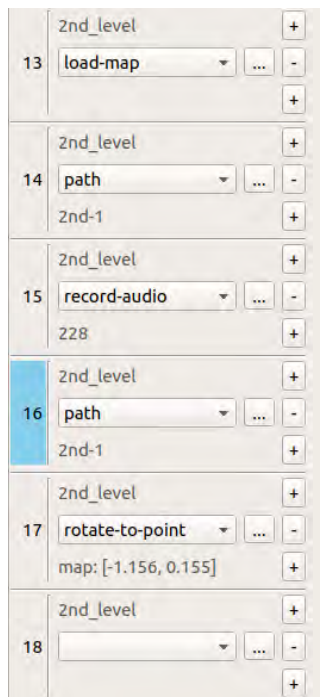 2nd_level
+
13 load-map ... -
+
2nd_level
+
14 path ... -
2nd-1
+
2nd_level
+
15 record-audio ... -
228
+
2nd_level
+
16 path ... -
2nd-1
+
2nd_level
+
17 rotate-to-point ... -
map: [-1.156, 0.155]
+
2nd_level
+
18 ... -
+